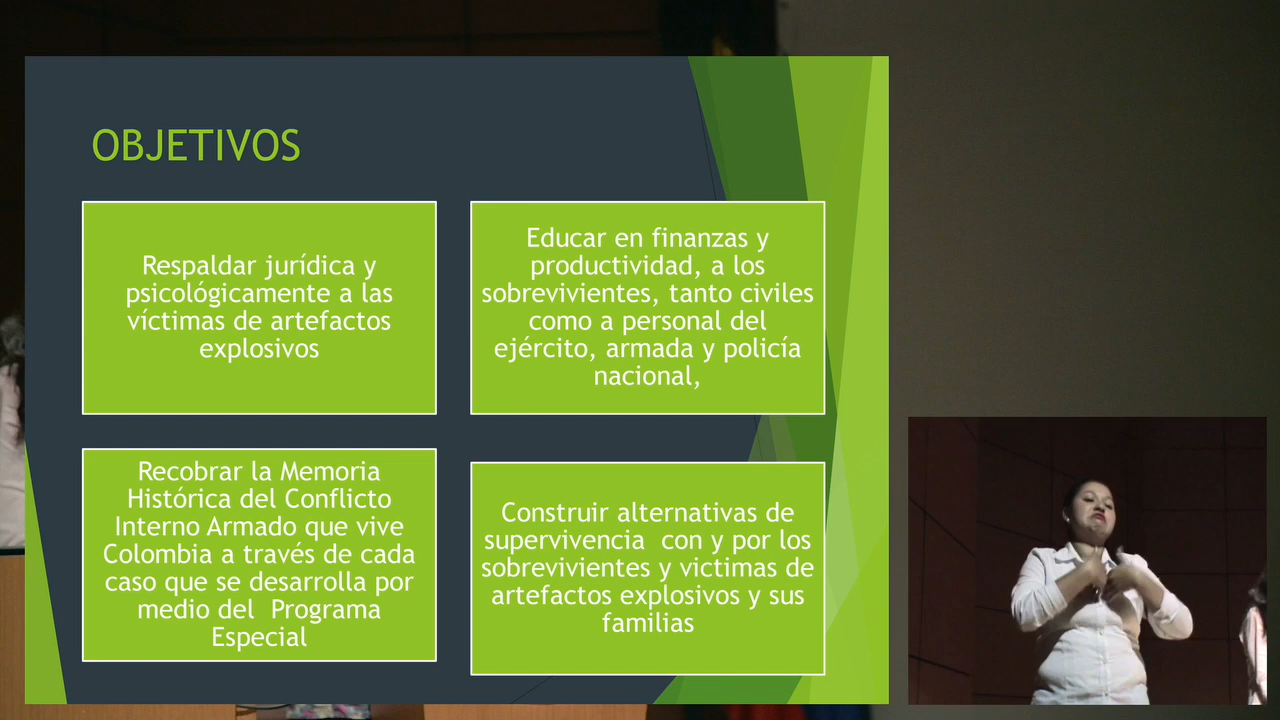 OBJETIVOS
Respaldar jurídica y
psicológicamente a las
víctimas de artefactos
explosivos
Educar en finanzas y
productividad, a los
sobrevivientes, tanto civiles
como a personal del
ejército, armada y policía
nacional,
Recobrar la Memoria
Histórica del Conflicto
Interno Armado que vive
Colombia a través de cada
caso que se desarrolla por
medio del  Programa
Especial
Construir alternativas de
supervivencia  con y por los
sobrevivientes y victimas de
artefactos explosivos y sus
familias